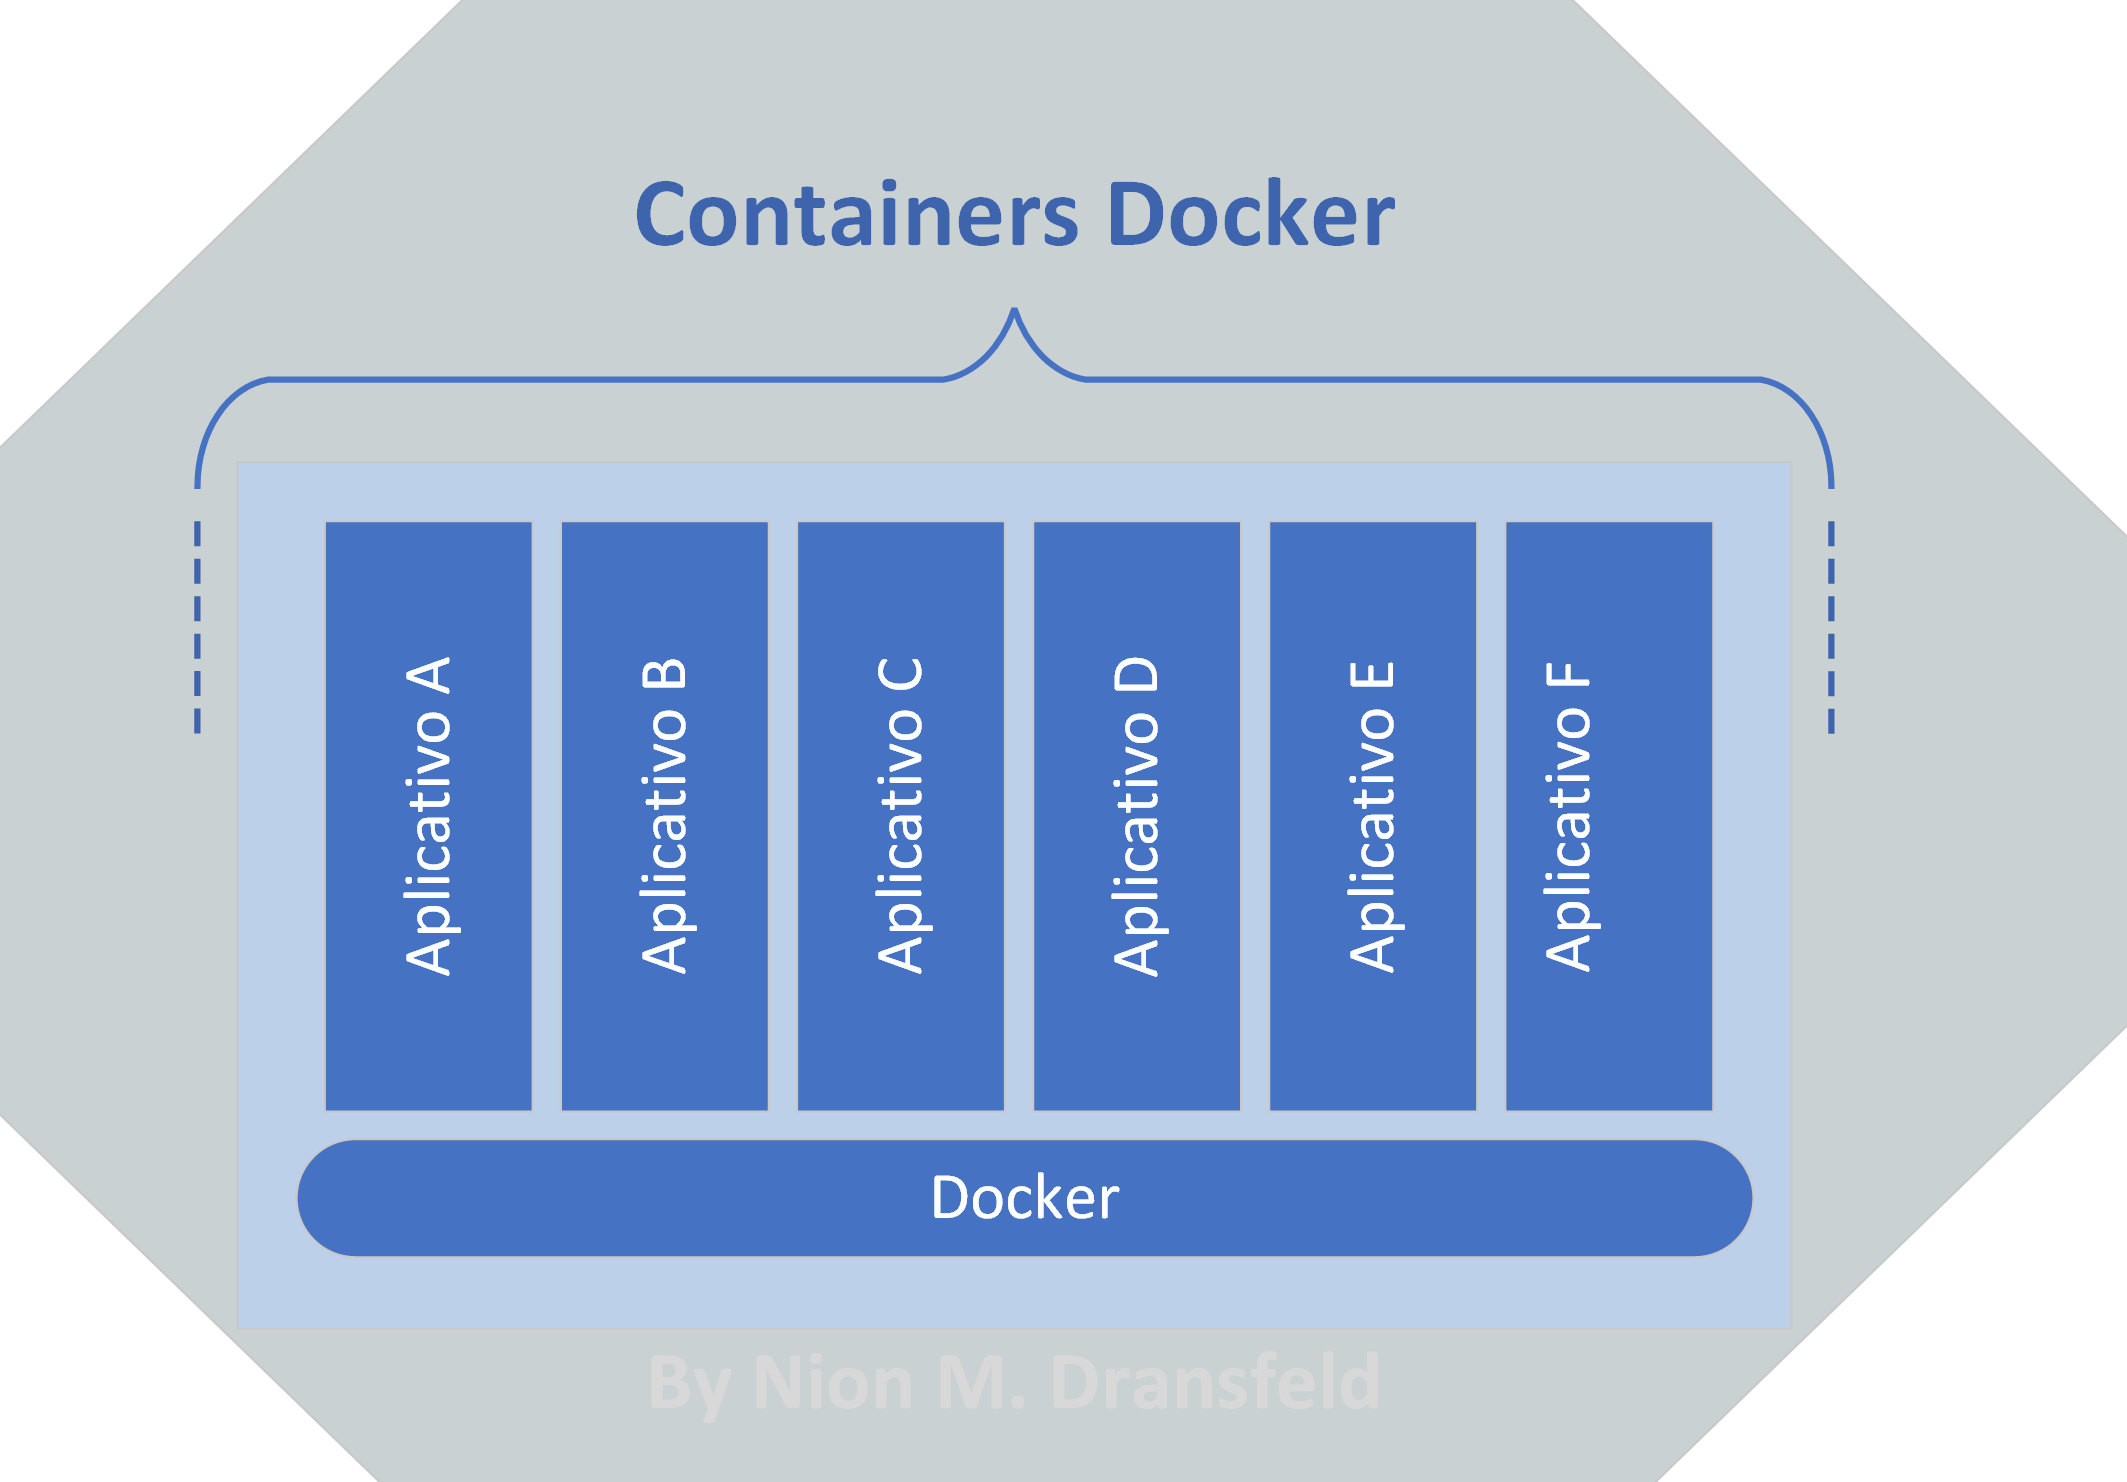 Containers Docker
Aplicativo A
Aplicativo B
Aplicativo C
Aplicativo D
Aplicativo E
Aplicativo F
Docker
By Nion M. Dransfeld